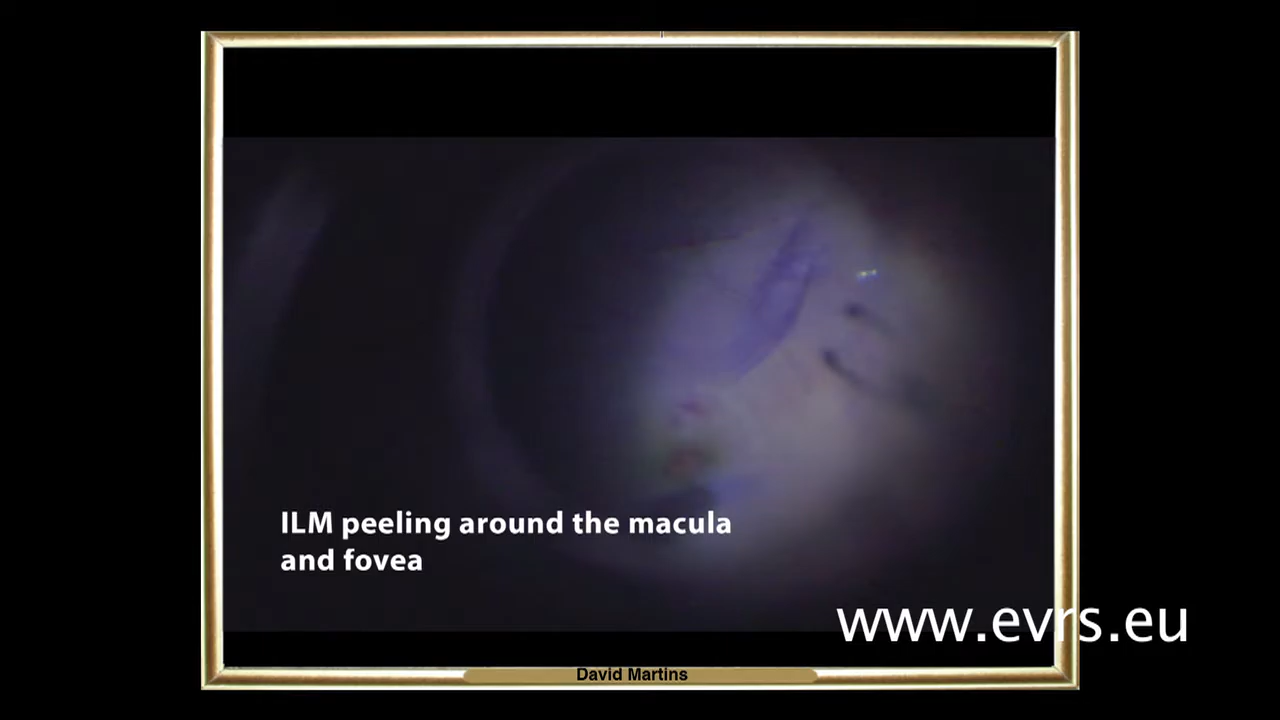 ILM peeling around the macula
and fovea
www.evrs.eu
David Martins